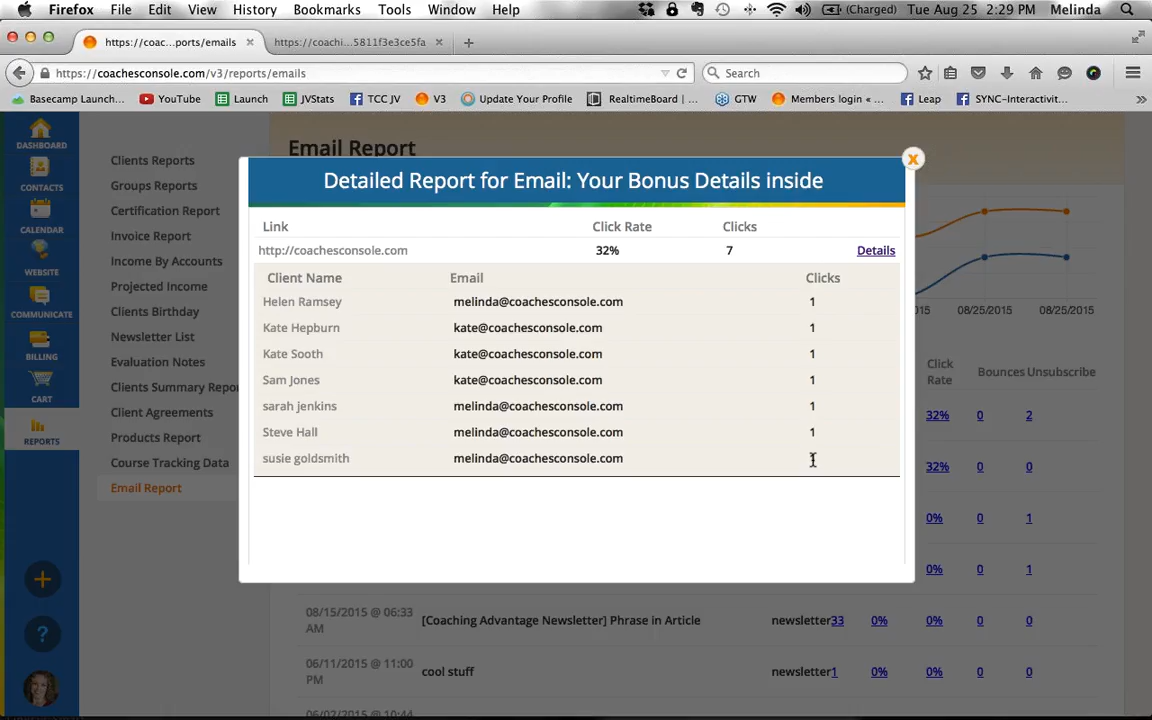 Firefox File Edit View History Bookmarks Tools Window Help (Charged) Tue Aug 25 2:29 PM Melinda
https://coac...ports/emails https://coachi...5811f3e3ce5fa
https://coachesconsole.com/v3/reports/emails Search
Basecamp Launch... YouTube Launch JVStats TCC JV V3 Update Your Profile RealtimeBoard | ... GTW Members login « ... Leap SYNC-Interactivit...
DASHBOARD
CONTACTS
CALENDAR
WEBSITE
COMMUNICATE
BILLING
CART
REPORTS
Clients Reports
Groups Reports
Certification Report
Invoice Report
Income By Accounts
Projected Income
Clients Birthday
Newsletter List
Evaluation Notes
Clients Summary Repor
Client Agreements
Products Report
Course Tracking Data
Email Report
Email Report
Detailed Report for Email: Your Bonus Details inside
X
Link Click Rate Clicks
http://coachesconsole.com 32% 7 Details
Client Name Email Clicks
Helen Ramsey melinda@coachesconsole.com 1
Kate Hepburn kate@coachesconsole.com 1
Kate Sooth kate@coachesconsole.com 1
Sam Jones kate@coachesconsole.com 1
sarah jenkins melinda@coachesconsole.com 1
Steve Hall melinda@coachesconsole.com 1
susie goldsmith melinda@coachesconsole.com
015 08/25/2015 08/25/2015
Click Rate Bounces Unsubscribe
32% 0 2
32% 0 0
0% 0 1
0% 0 1
08/15/2015 @ 06:33 AM [Coaching Advantage Newsletter] Phrase in Article newsletter 33 0% 0% 0 0
06/11/2015 @ 11:00 PM cool stuff newsletter 1 0% 0% 0 0
06/02/2015 @ 10:44